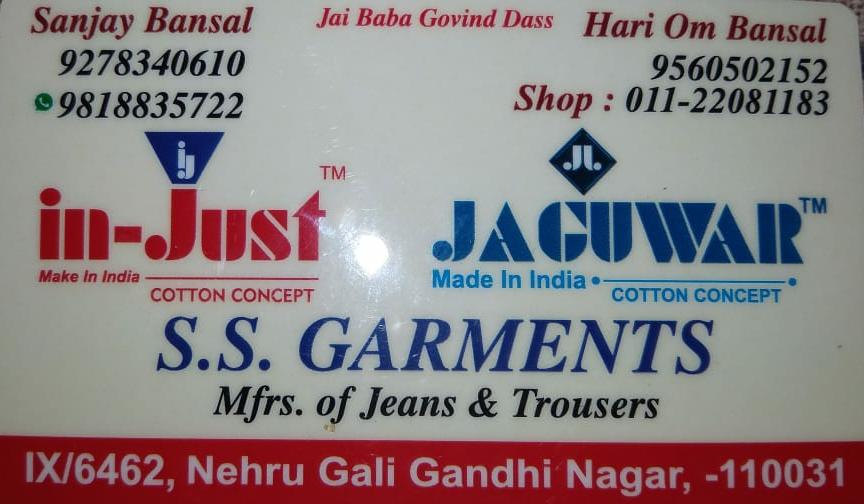 Jai Baba Govind Dass
Sanjay Bansal
9278340610
9818835722
Hari Om Bansal
9560502152
Shop : 011-22081183
ij
in-Just TM
Make In India
COTTON CONCEPT
JL
JAGUWAR TM
Made In India
COTTON CONCEPT
S.S. GARMENTS
Mfrs. of Jeans & Trousers
IX/6462, Nehru Gali Gandhi Nagar, -110031